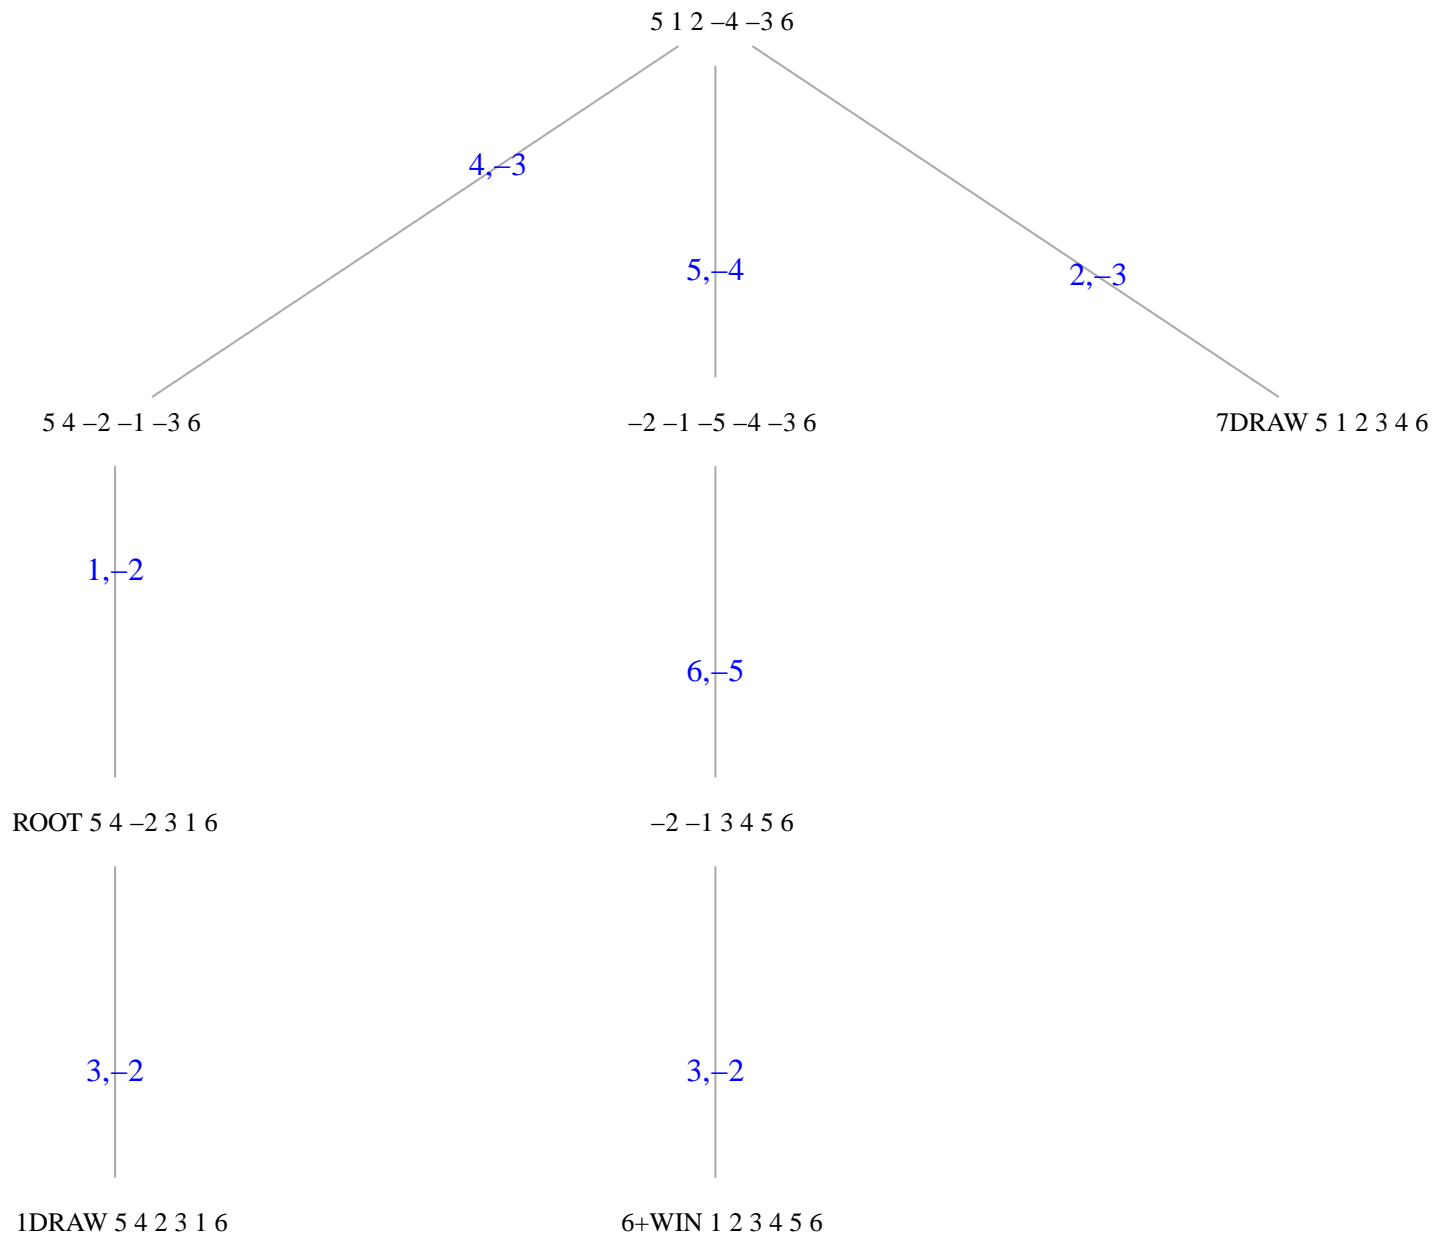 5 1 2 –4 –3 6
4,–3
5,–4
2,–3
5 4 –2 –1 –3 6
–2 –1 –5 –4 –3 6
7DRAW 5 1 2 3 4 6
1,–2
6,–5
ROOT 5 4 –2 3 1 6
–2 –1 3 4 5 6
3,–2
3,–2
1DRAW 5 4 2 3 1 6
6+WIN 1 2 3 4 5 6